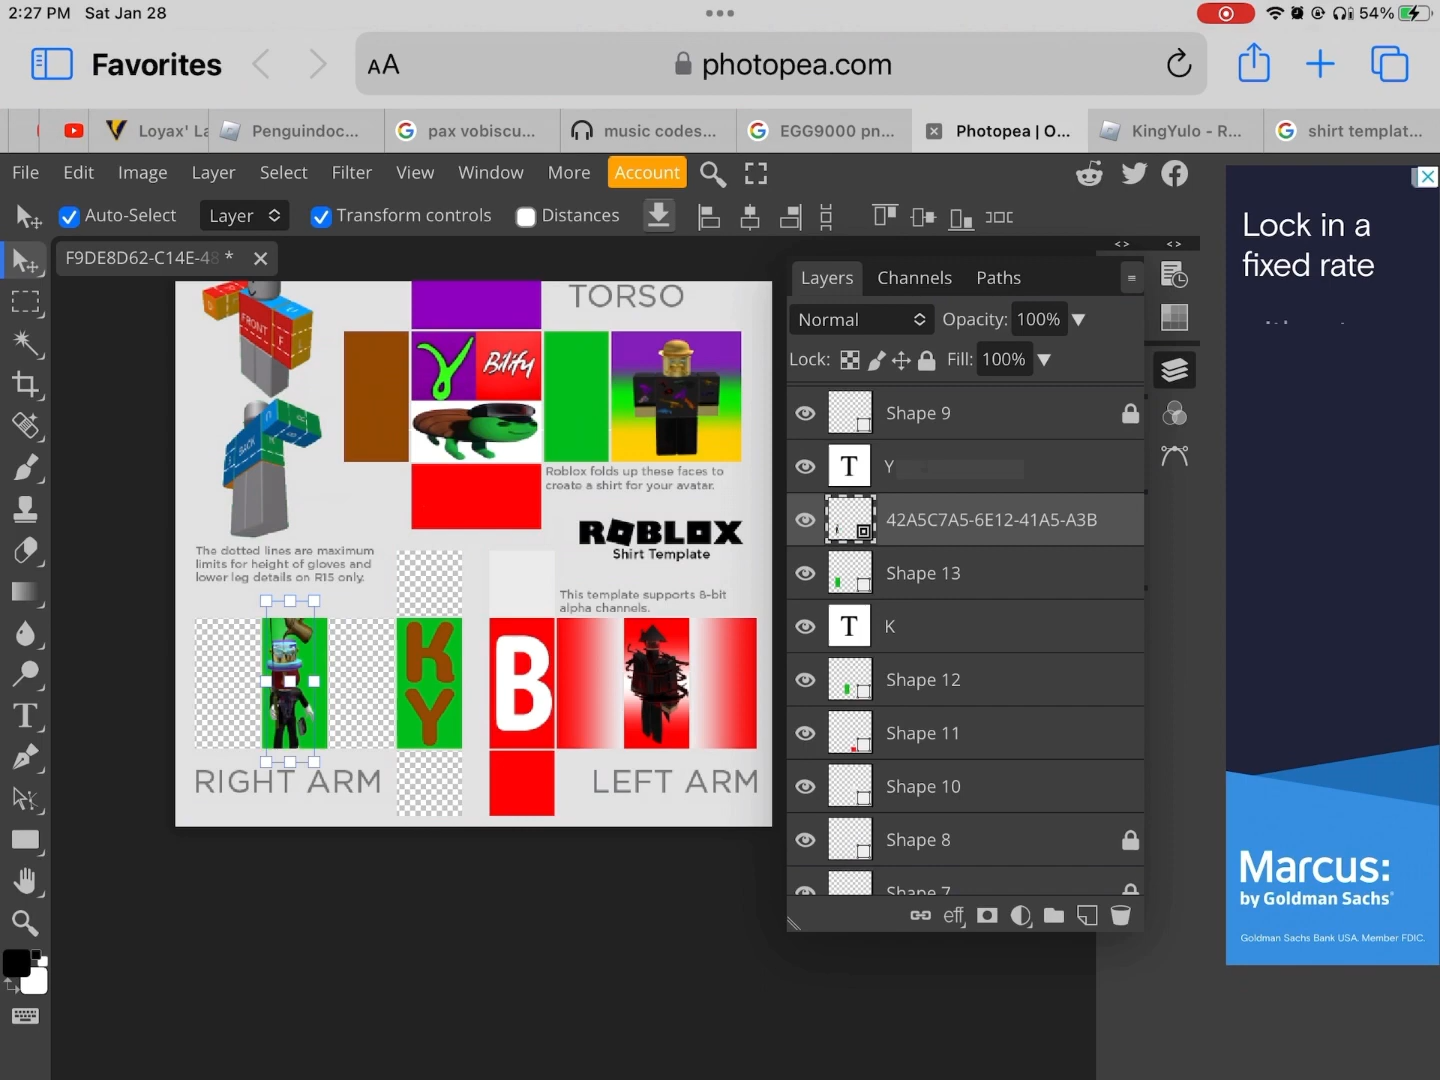 2:27 PM Sat Jan 28
54%
Favorites
AA
photopea.com
Loyax' La
Penguindoc...
pax vobiscu...
music codes...
EGG9000 pn...
Photopea | O...
KingYulo - R...
shirt templat...
File Edit Image Layer Select Filter View Window More Account
Auto-Select
Layer
Transform controls
Distances
F9DE8D62-C14E-48 *
TORSO
FRONT
Bilify
BACK
Roblox folds up these faces to
create a shirt for your avatar.
ROBLOX
Shirt Template
The dotted lines are maximum
limits for height of gloves and
lower leg details on R15 only.
This template supports 8-bit
alpha channels.
K
Y
B
RIGHT ARM
LEFT ARM
Layers Channels Paths
Normal
Opacity: 100%
Lock:
Fill: 100%
Shape 9
T Y
42A5C7A5-6E12-41A5-A3B
Shape 13
T K
Shape 12
Shape 11
Shape 10
Shape 8
Shape 7
eff
Lock in a
fixed rate
Marcus:
by Goldman Sachs
Goldman Sachs Bank USA. Member FDIC.